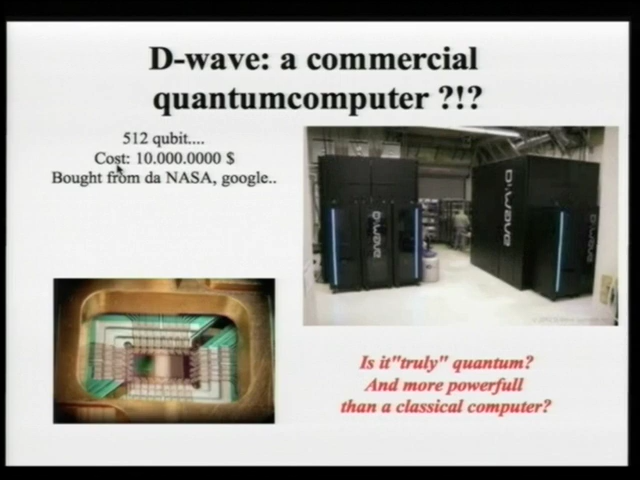 D-wave: a commercial
quantumcomputer ?!?
512 qubit....
Cost: 10.000.0000 $
Bought from da NASA, google..
D:wave
D:wave
D:wave
Is it"truly" quantum?
And more powerfull
than a classical computer?